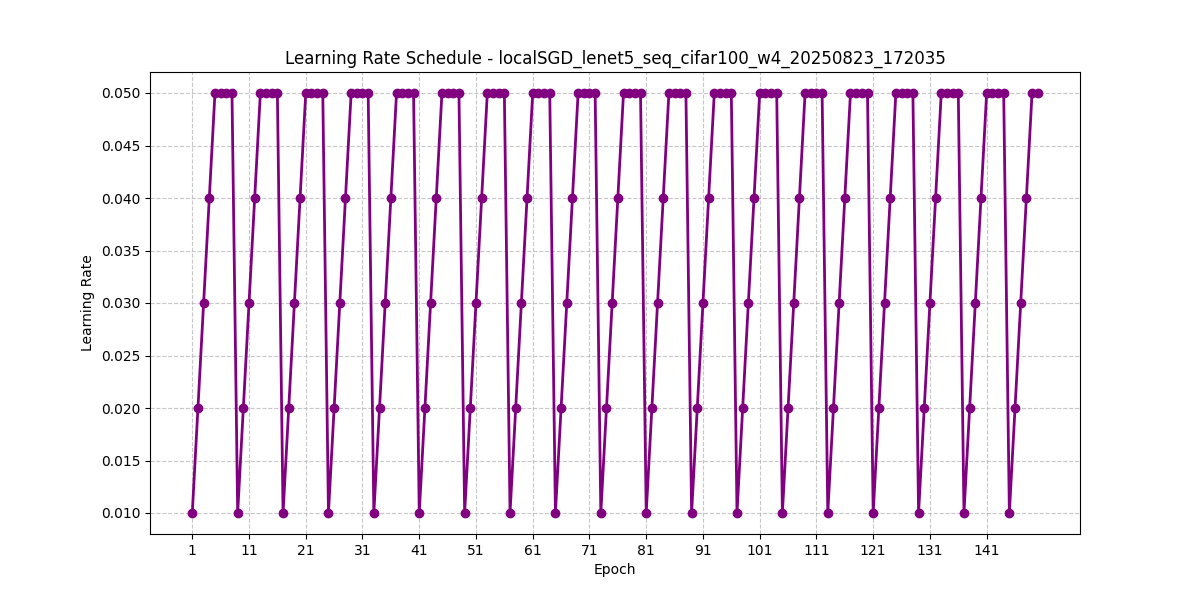 Learning Rate Schedule - localSGD_lenet5_seq_cifar100_w4_20250823_172035
0.050
0.045
0.040
0.035
0.030
0.025
0.020
0.015
0.010
Learning Rate
1 11 21 31 41 51 61 71 81 91 101 111 121 131 141
Epoch